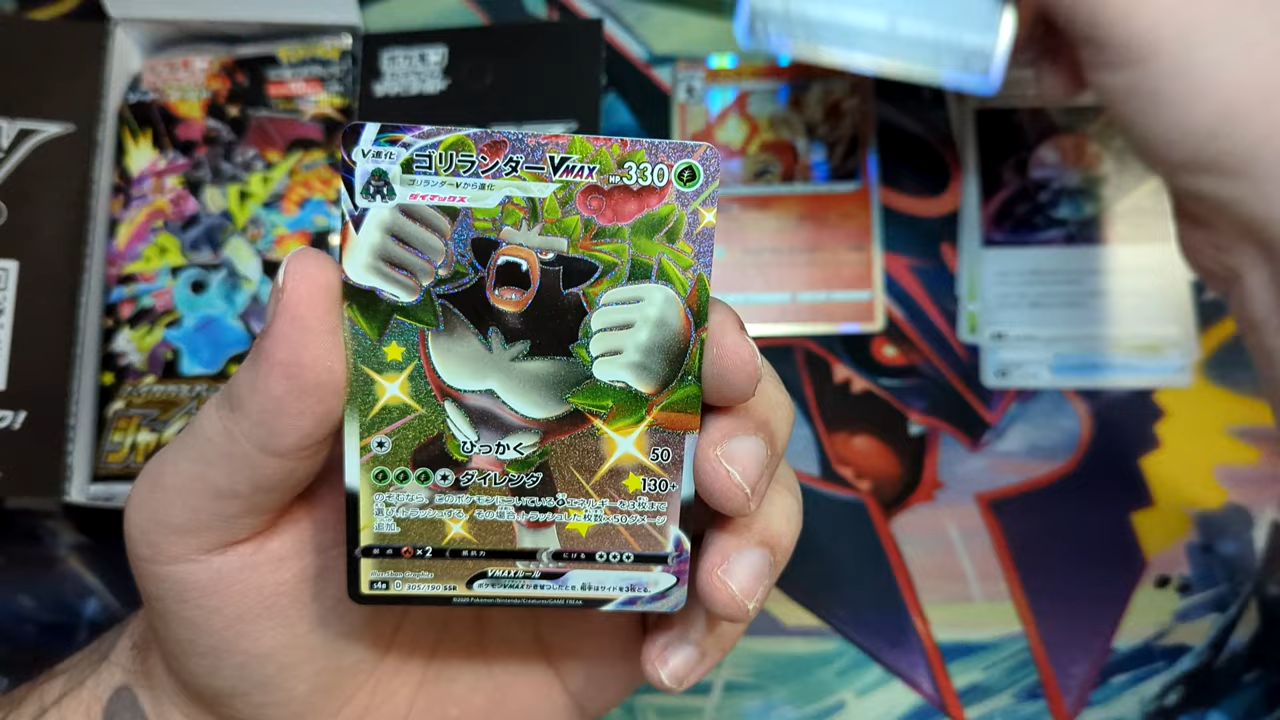 V進化
ゴリランダーVMAX HP330
ゴリランダーVから進化
ダイマックス
ひっかく 50
ダイレンダ 130+
のぞむなら、このポケモンについているエネルギーを3枚まで
選び、トラッシュする。その場合、トラッシュした枚数×50ダメージ
追加。
弱点 ×2 抵抗力 にげる
Illus. 5ban Graphics
VMAXルール
s4a D 305/190 SSR
ポケモンVMAXがきぜつしたとき、相手はサイドを3枚とる。
©2020 Pokémon/Nintendo/Creatures/GAME FREAK